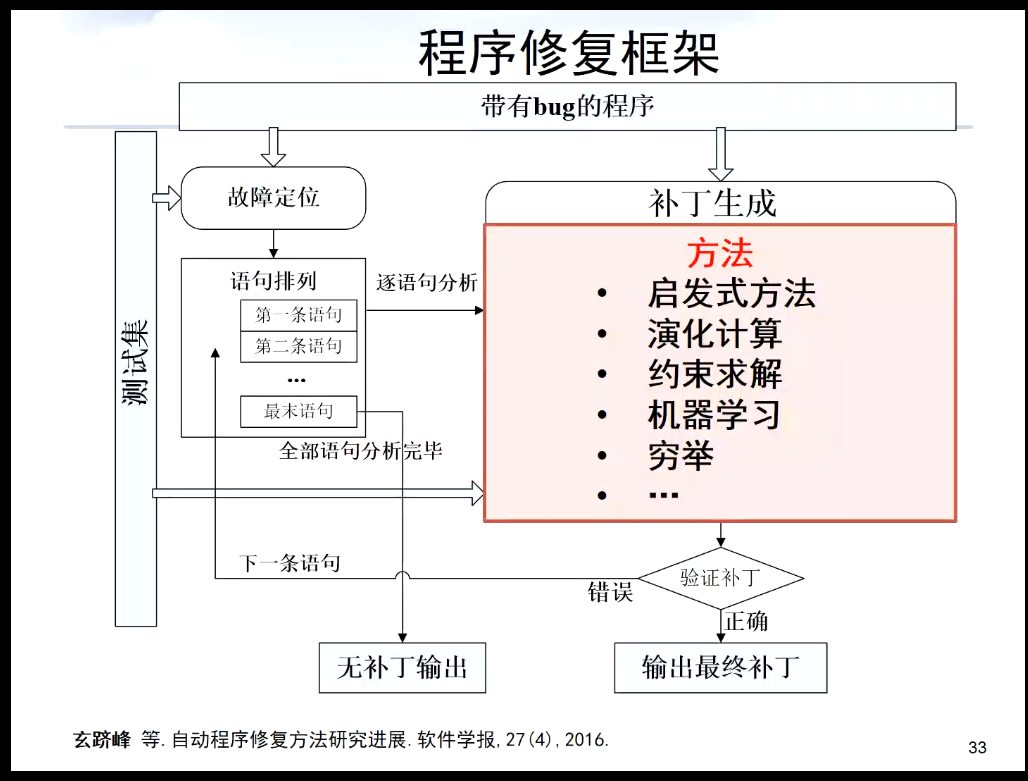 程序修复框架
带有bug的程序
故障定位
补丁生成
测试集
语句排列
第一条语句
第二条语句
...
最末语句
逐语句分析
方法
• 启发式方法
• 演化计算
• 约束求解
• 机器学习
• 穷举
• ...
全部语句分析完毕
下一条语句
错误
验证补丁
正确
无补丁输出
输出最终补丁
玄跻峰 等. 自动程序修复方法研究进展. 软件学报, 27(4), 2016.
33